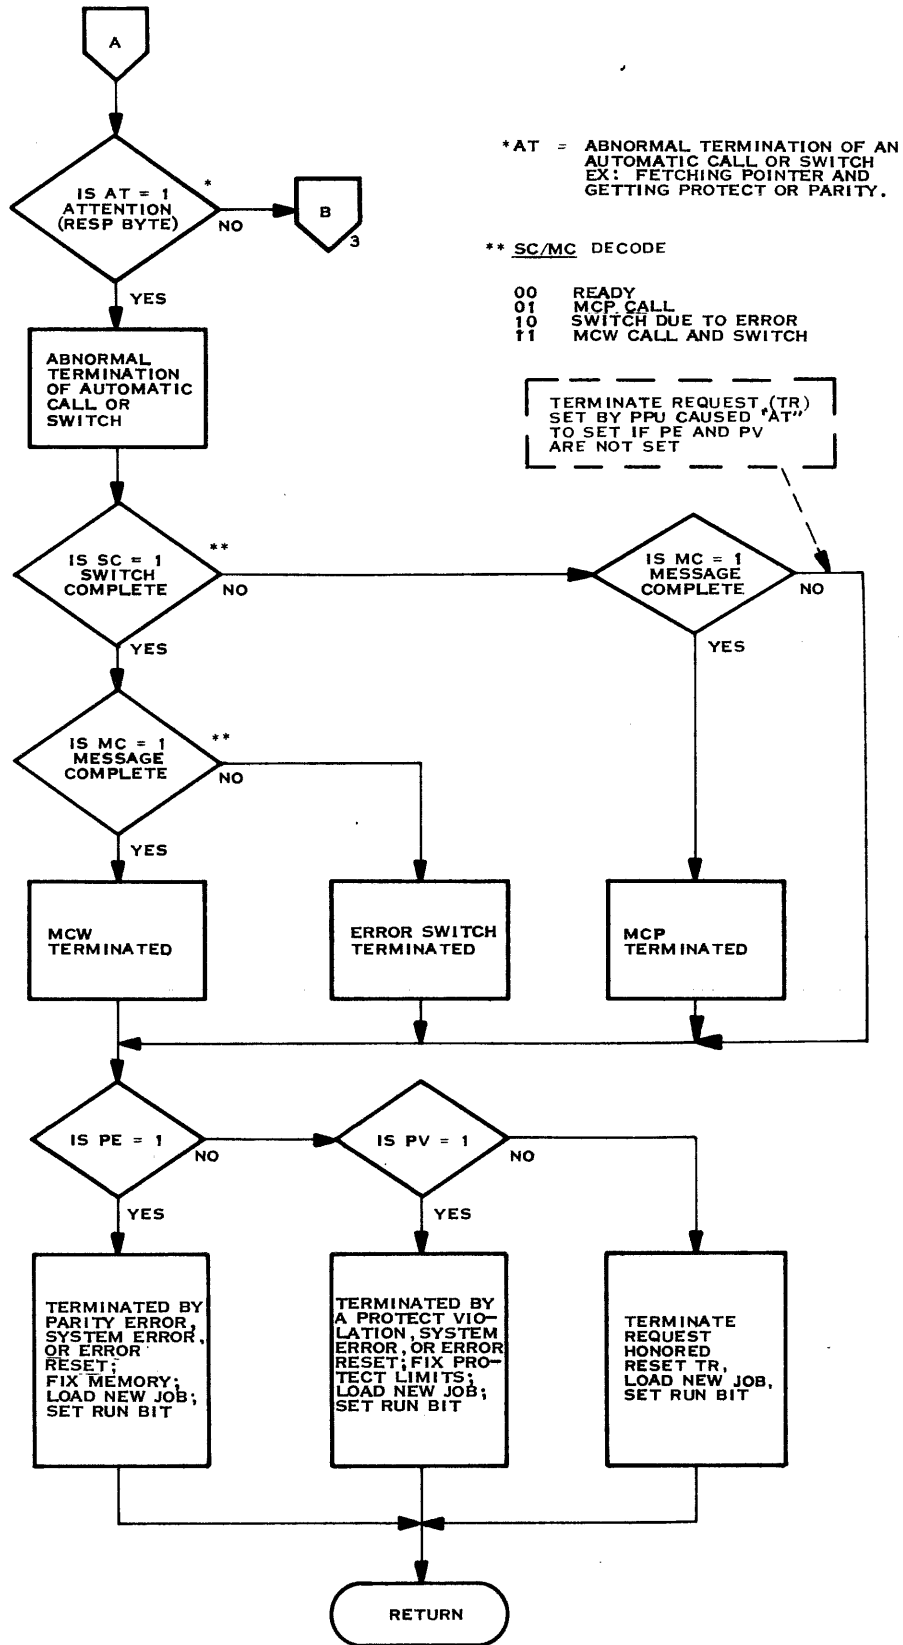 A
*AT = ABNORMAL TERMINATION OF AN
AUTOMATIC CALL OR SWITCH
EX: FETCHING POINTER AND
GETTING PROTECT OR PARITY.
IS AT = 1 *
ATTENTION
(RESP BYTE)
NO
B
3
YES
** SC/MC DECODE
00 READY
01 MCP CALL
10 SWITCH DUE TO ERROR
11 MCW CALL AND SWITCH
ABNORMAL
TERMINATION
OF AUTOMATIC
CALL OR
SWITCH
TERMINATE REQUEST (TR)
SET BY PPU CAUSED "AT"
TO SET IF PE AND PV
ARE NOT SET
IS SC = 1 **
SWITCH
COMPLETE
NO
YES
IS MC = 1
MESSAGE
COMPLETE
NO
YES
IS MC = 1 **
MESSAGE
COMPLETE
NO
YES
MCW
TERMINATED
ERROR SWITCH
TERMINATED
MCP
TERMINATED
IS PE = 1
NO
YES
IS PV = 1
NO
YES
TERMINATED BY
PARITY ERROR,
SYSTEM ERROR,
OR ERROR
RESET;
FIX MEMORY;
LOAD NEW JOB;
SET RUN BIT
TERMINATED BY
A PROTECT VIO-
LATION, SYSTEM
ERROR, OR ERROR
RESET; FIX PRO-
TECT LIMITS;
LOAD NEW JOB;
SET RUN BIT
TERMINATE
REQUEST
HONORED
RESET TR,
LOAD NEW JOB,
SET RUN BIT
RETURN